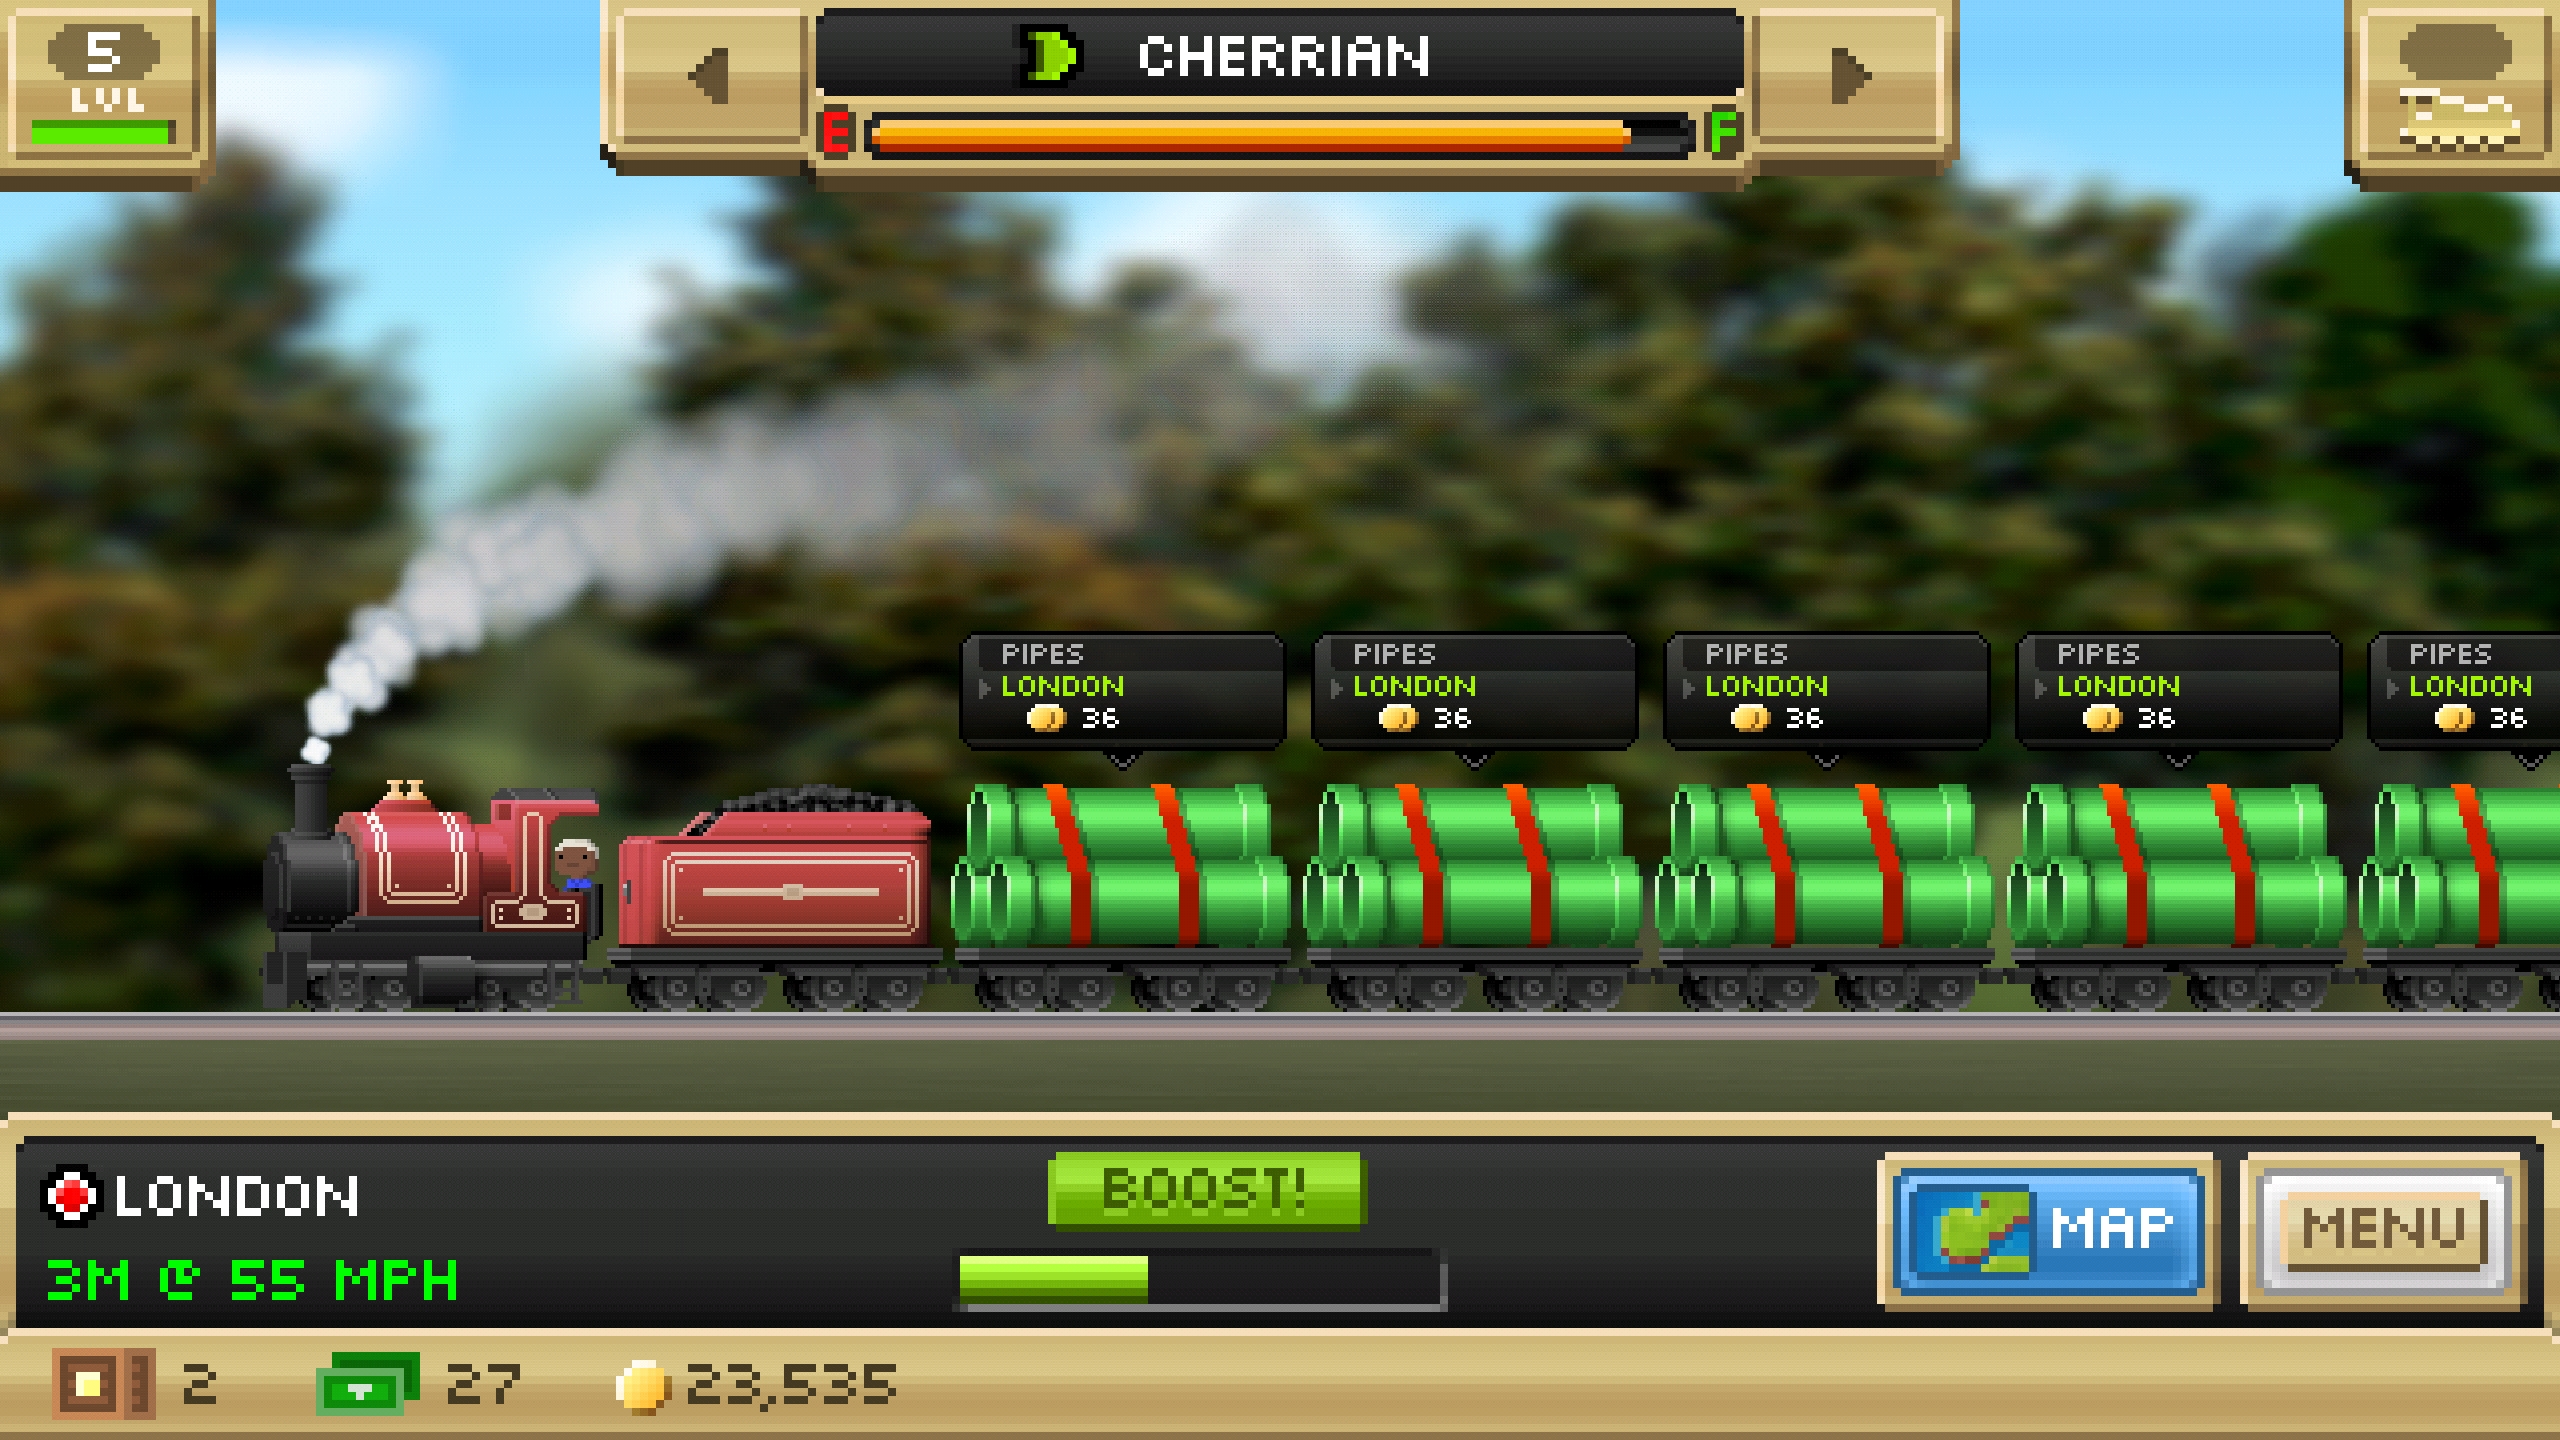 5
LVL
CHERRIAN
E F
PIPES
LONDON
36
PIPES
LONDON
36
PIPES
LONDON
36
PIPES
LONDON
36
PIPES
LONDON
36
LONDON
3M @ 55 MPH
BOOST!
MAP
MENU
2 27 23,535